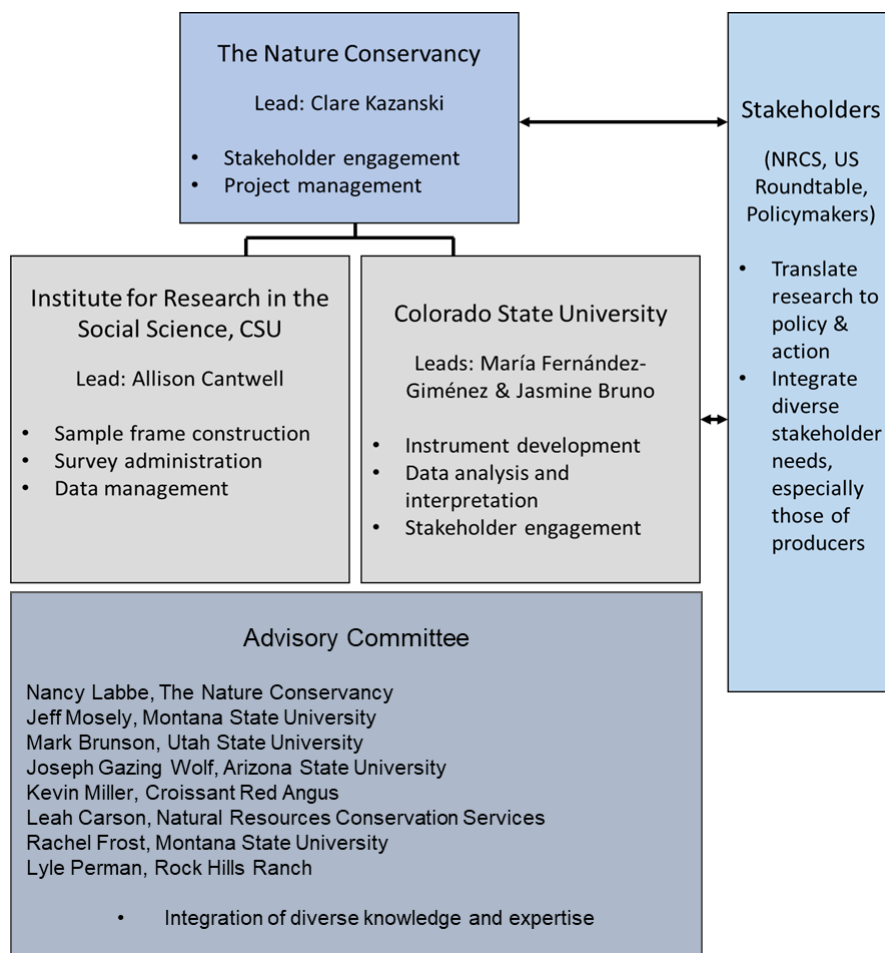 The Nature Conservancy
Lead: Clare Kazanski
• Stakeholder engagement
• Project management
Stakeholders
(NRCS, US
Roundtable,
Policymakers)
• Translate
research to
policy &
action
• Integrate
diverse
stakeholder
needs,
especially
those of
producers
Institute for Research in the
Social Science, CSU
Lead: Allison Cantwell
• Sample frame construction
• Survey administration
• Data management
Colorado State University
Leads: María Fernández-
Giménez & Jasmine Bruno
• Instrument development
• Data analysis and
interpretation
• Stakeholder engagement
Advisory Committee
Nancy Labbe, The Nature Conservancy
Jeff Mosely, Montana State University
Mark Brunson, Utah State University
Joseph Gazing Wolf, Arizona State University
Kevin Miller, Croissant Red Angus
Leah Carson, Natural Resources Conservation Services
Rachel Frost, Montana State University
Lyle Perman, Rock Hills Ranch
• Integration of diverse knowledge and expertise